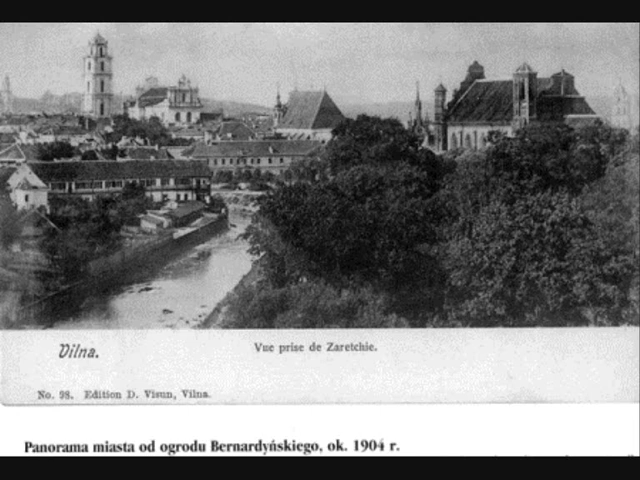 Vilna.
Vue prise de Zaretchie.
No. 98. Edition D. Visun, Vilna.
Panorama miasta od ogrodu Bernardyńskiego, ok. 1904 r.